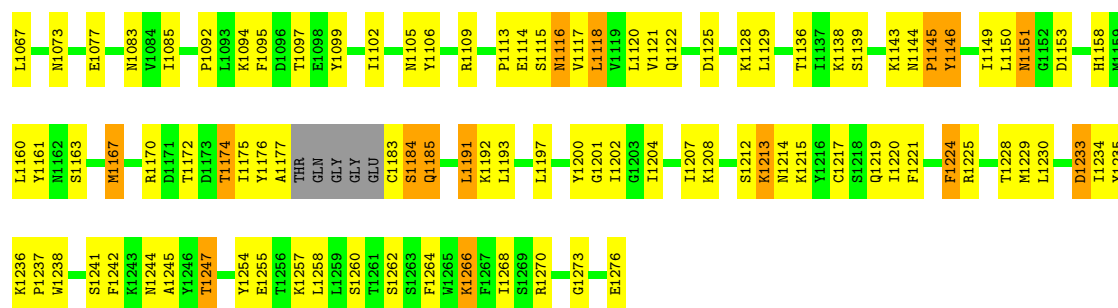 L1067 N1073 E1077 N1083 V1084 I1085 P1092 L1093 K1094 F1095 D1096 T1097 E1098 Y1099 I1102 N1105 Y1106 R1109 P1113 E1114 S1115 N1116 V1117 L1118 V1119 L1120 V1121 Q1122 D1125 K1128 L1129 T1136 I1137 K1138 S1139 K1143 N1144 P1145 Y1146 I1149 L1150 N1151 G1152 D1153 H1158 M1159
L1160 Y1161 N1162 S1163 M1167 R1170 D1171 T1172 D1173 T1174 I1175 Y1176 A1177 THR GLN GLY GLY GLU C1183 S1184 Q1185 L1191 K1192 L1193 L1197 Y1200 G1201 I1202 G1203 I1204 I1207 K1208 S1212 K1213 N1214 K1215 Y1216 C1217 S1218 Q1219 I1220 F1221 F1224 R1225 T1228 M1229 L1230 D1233 I1234 Y1235
K1236 P1237 W1238 S1241 F1242 K1243 N1244 A1245 Y1246 T1247 Y1254 E1255 T1256 K1257 L1258 L1259 S1260 T1261 S1262 S1263 F1264 W1265 K1266 F1267 I1268 S1269 R1270 G1273 E1276